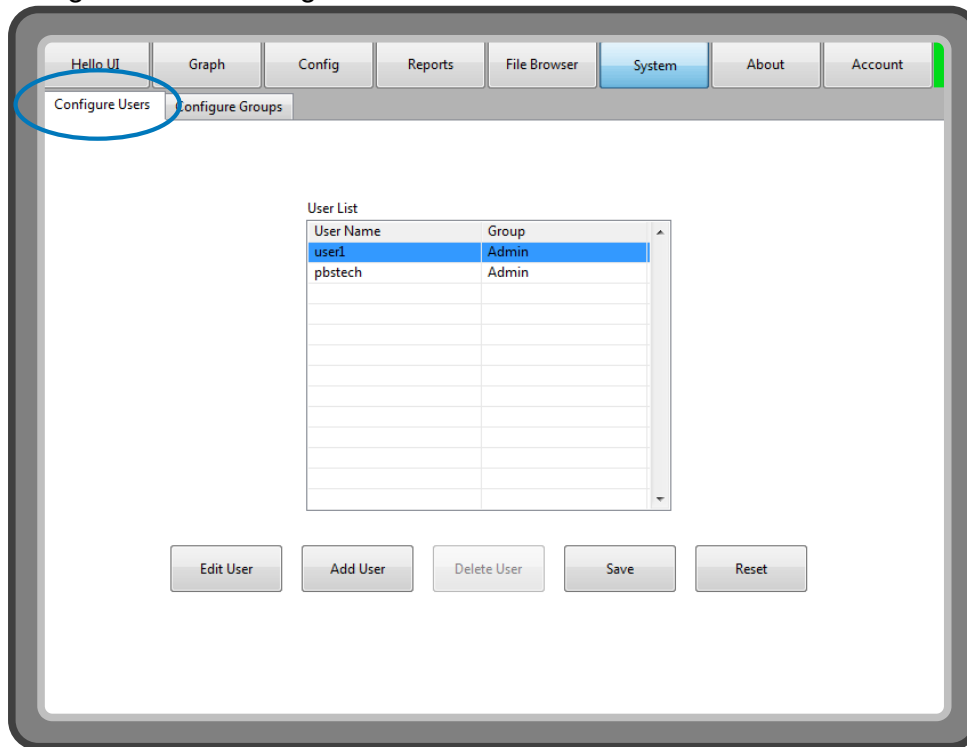 Hello UI Graph Config Reports File Browser System About Account
Configure Users Configure Groups
User List
User Name Group
user1 Admin
pbstech Admin
Edit User Add User Delete User Save Reset